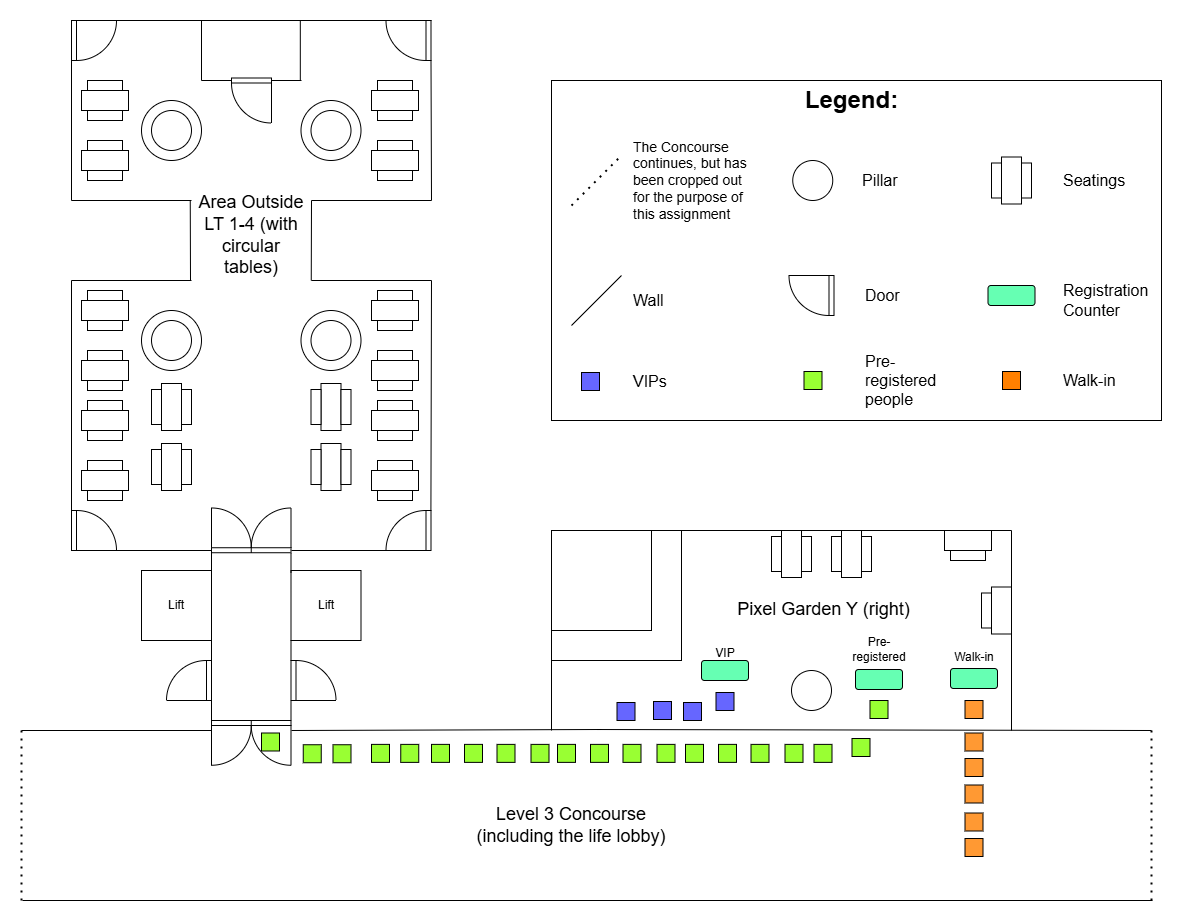 Legend:
The Concourse
continues, but has
been cropped out
for the purpose of
this assignment
Pillar
Seatings
Wall
Door
Registration
Counter
VIPs
Pre-
registered
people
Walk-in
Area Outside
LT 1-4 (with
circular
tables)
Lift
Lift
Pixel Garden Y (right)
VIP
Pre-
registered
Walk-in
Level 3 Concourse
(including the life lobby)